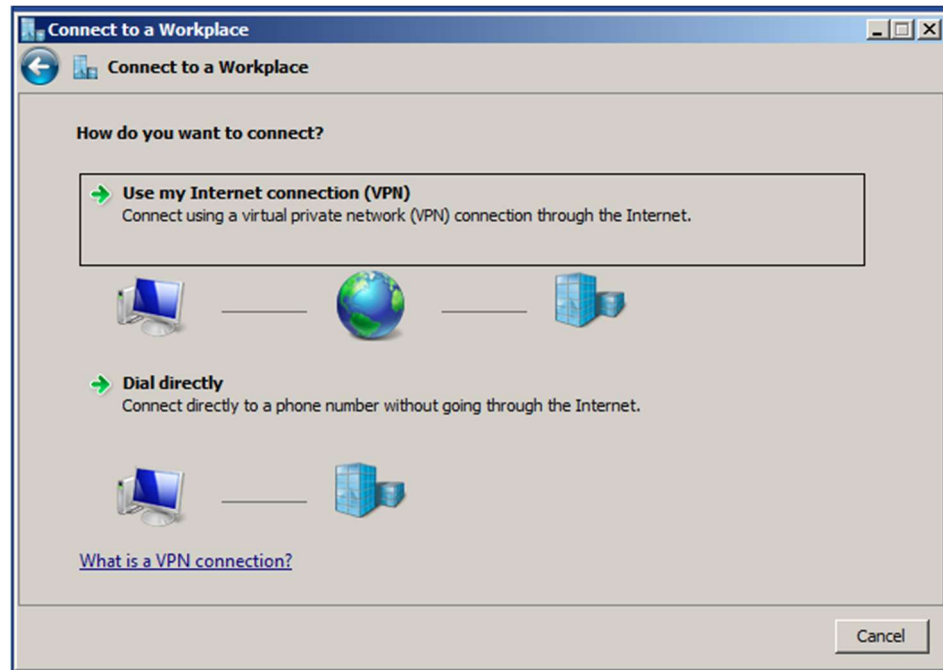 Connect to a Workplace
Connect to a Workplace
How do you want to connect?
Use my Internet connection (VPN)
Connect using a virtual private network (VPN) connection through the Internet.
Dial directly
Connect directly to a phone number without going through the Internet.
What is a VPN connection?
Cancel